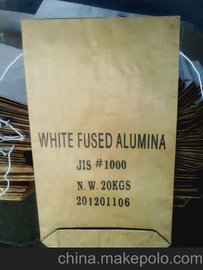 WHITE FUSED ALUMINA
JIS #1000
N.W. 20KGS
201201106
china.makepolo.com